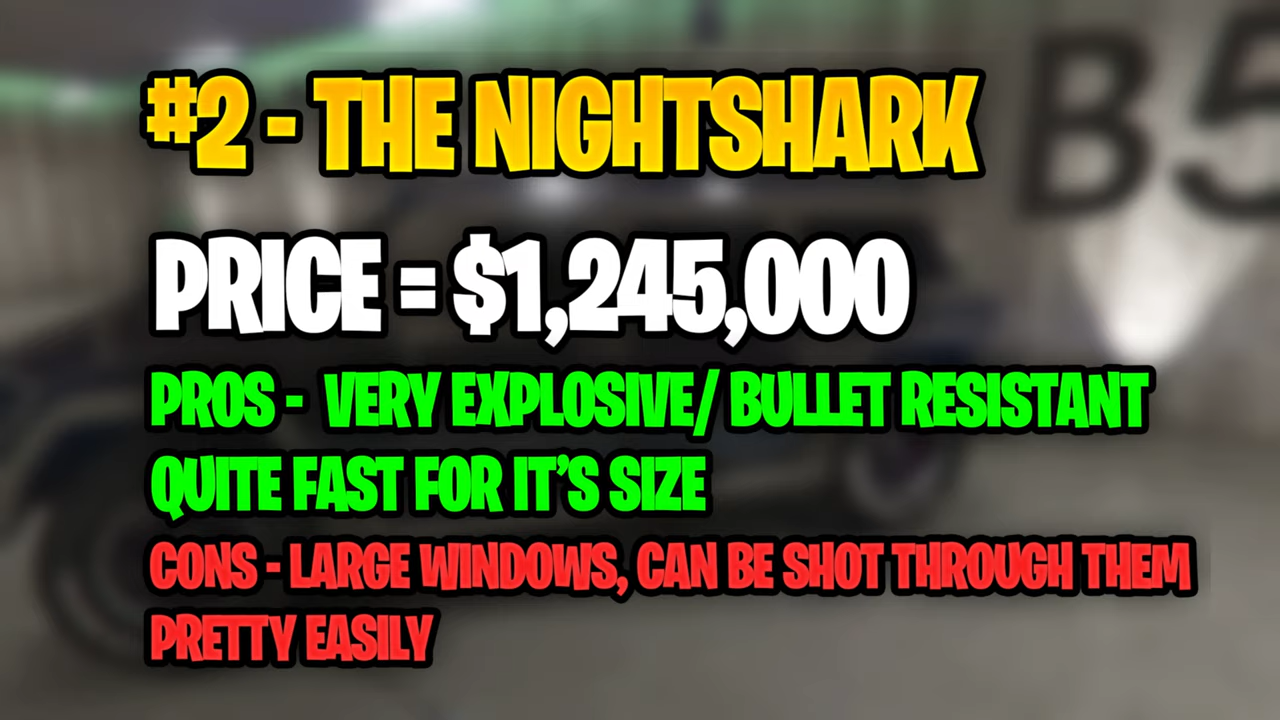 #2 - THE NIGHTSHARK
PRICE = $1,245,000
PROS - VERY EXPLOSIVE/ BULLET RESISTANT
QUITE FAST FOR IT'S SIZE
CONS - LARGE WINDOWS, CAN BE SHOT THROUGH THEM
PRETTY EASILY
B5